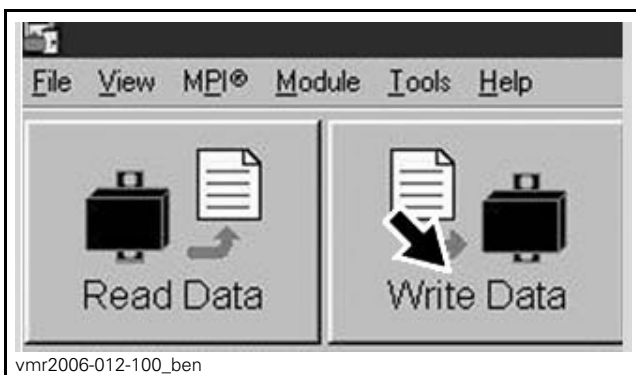 File View MPI® Module Tools Help
Read Data Write Data
vmr2006-012-100_ben